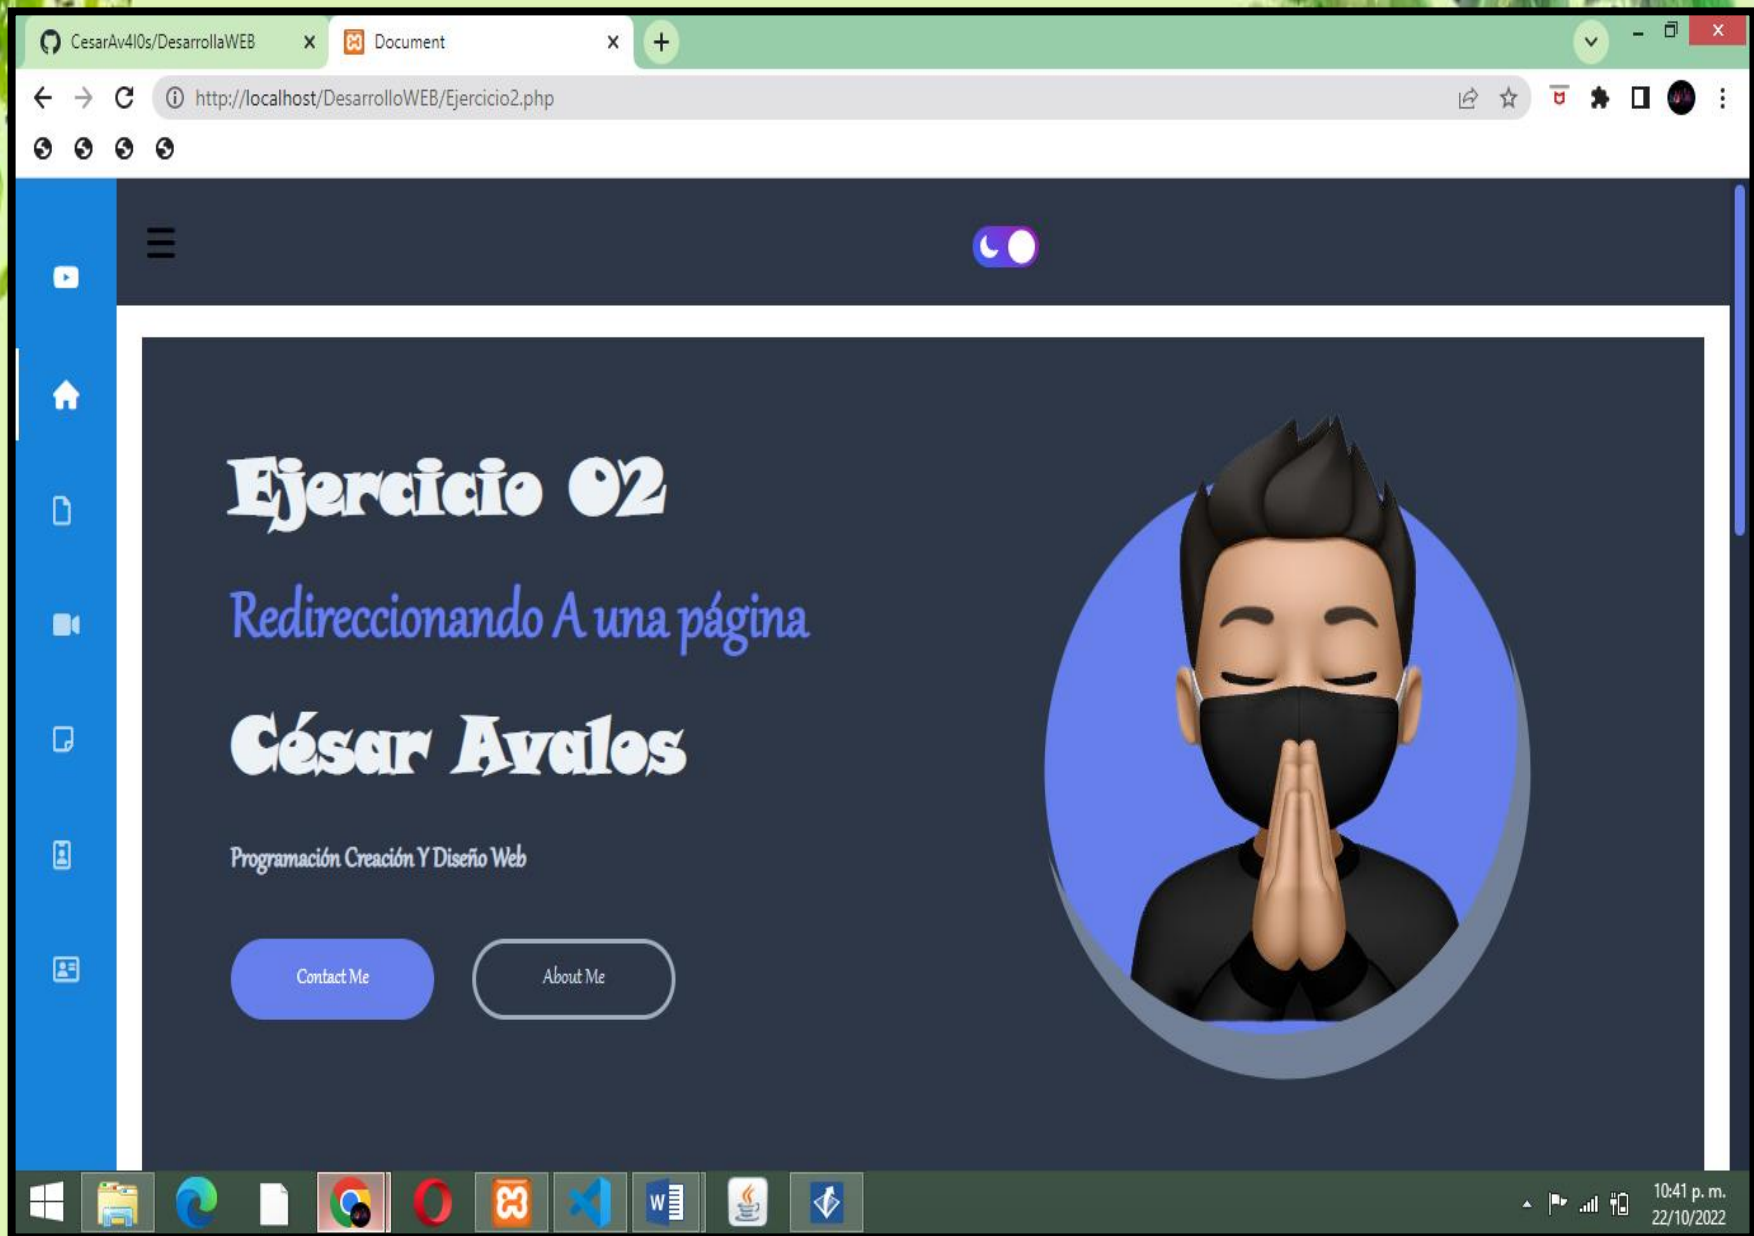 CesarAv4l0s/DesarrollaWEB
Document
http://localhost/DesarrolloWEB/Ejercicio2.php
Ejercicio 02
Redireccionando A una página
César Avalos
Programación Creación Y Diseño Web
Contact Me
About Me
10:41 p. m.
22/10/2022